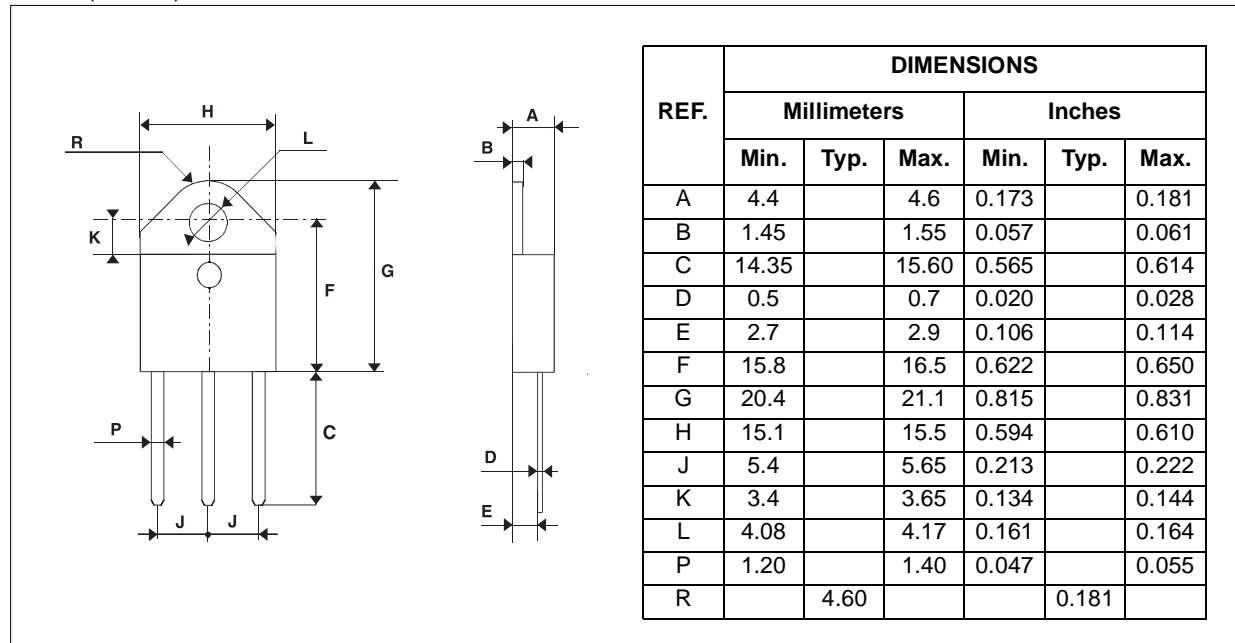 H
A
R
L
B
K
G
F
P
C
D
E
J J
DIMENSIONS
REF. Millimeters Inches
Min. Typ. Max. Min. Typ. Max.
A 4.4 4.6 0.173 0.181
B 1.45 1.55 0.057 0.061
C 14.35 15.60 0.565 0.614
D 0.5 0.7 0.020 0.028
E 2.7 2.9 0.106 0.114
F 15.8 16.5 0.622 0.650
G 20.4 21.1 0.815 0.831
H 15.1 15.5 0.594 0.610
J 5.4 5.65 0.213 0.222
K 3.4 3.65 0.134 0.144
L 4.08 4.17 0.161 0.164
P 1.20 1.40 0.047 0.055
R 4.60 0.181